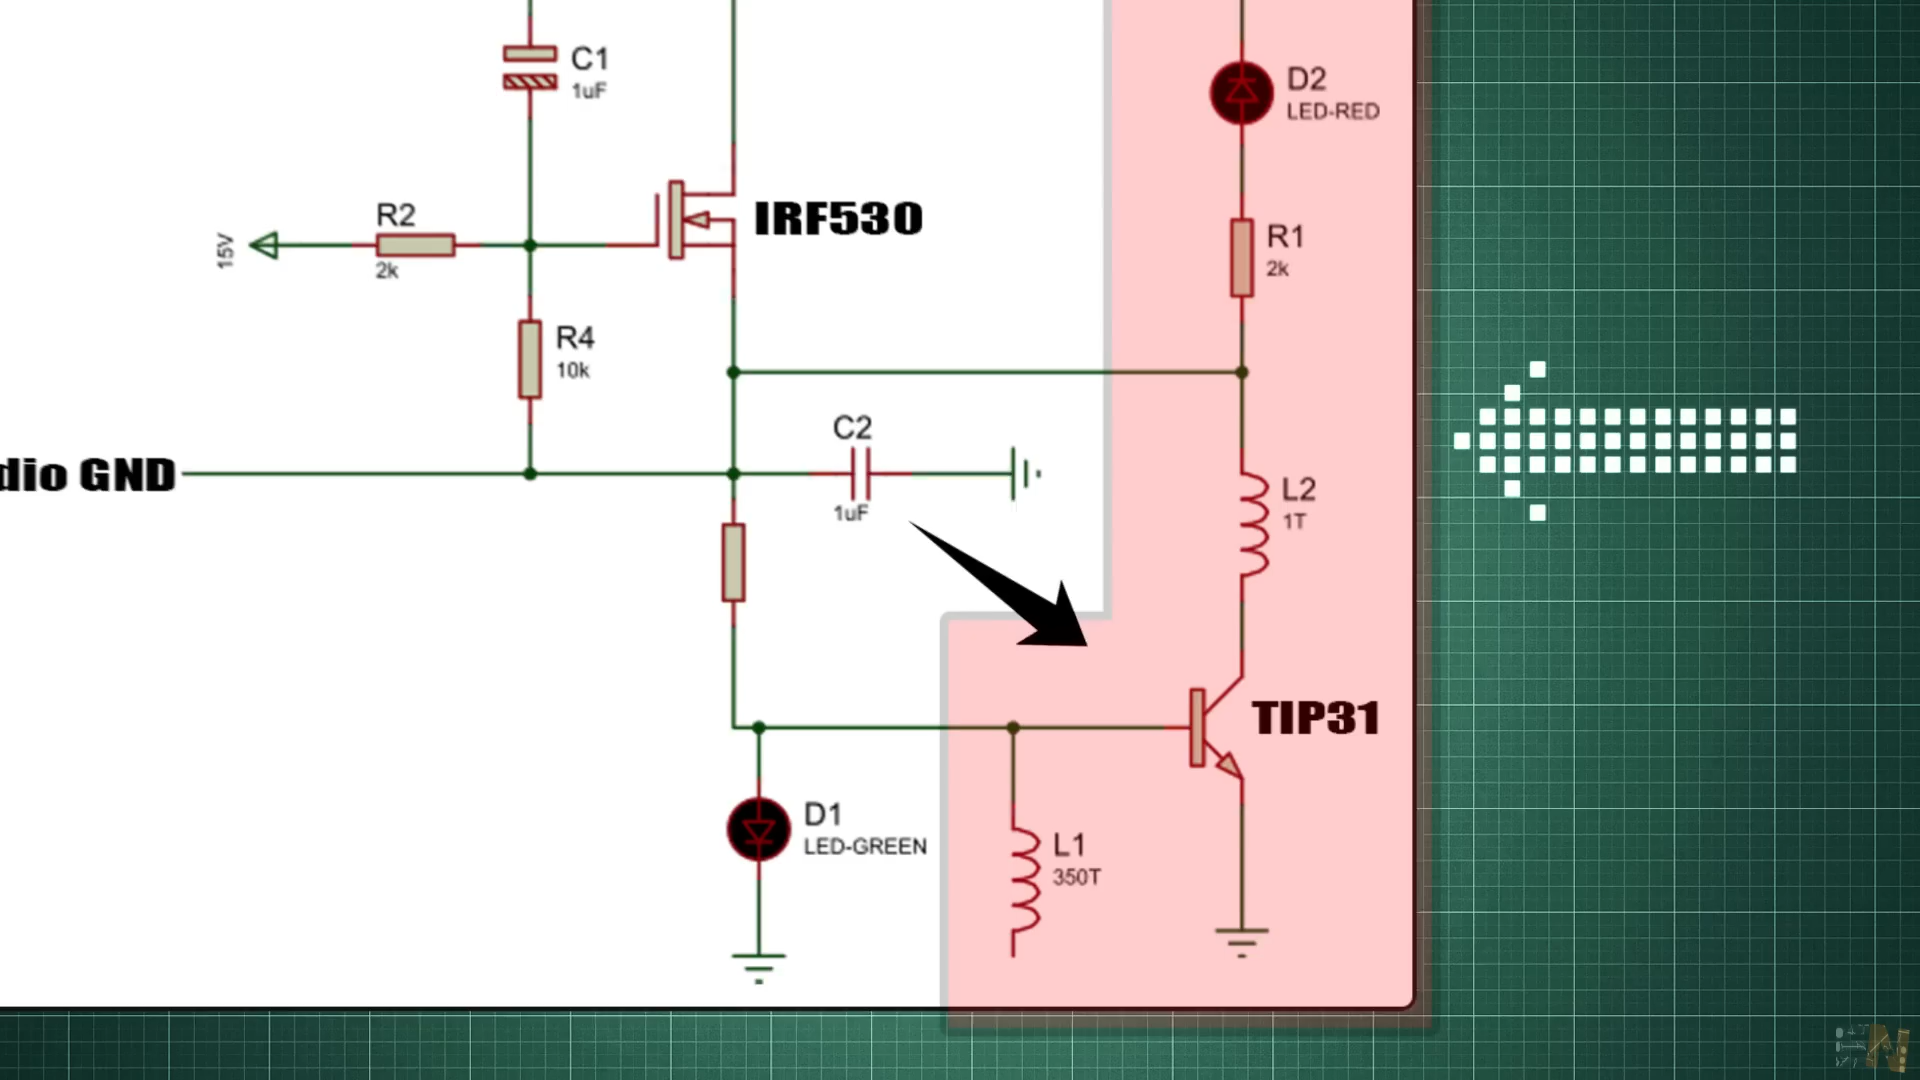 C1
1uF
D2
LED-RED
R2
2k
15V
IRF530
R1
2k
R4
10k
dio GND
C2
1uF
L2
1T
TIP31
D1
LED-GREEN
L1
350T